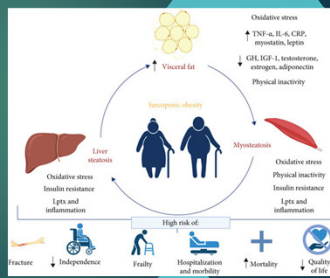 Oxidative stress
↑ TNF-α, IL-6, CRP,
myostatin, leptin
↓ GH, IGF-1, testosterone,
estrogen, adiponectin
Physical inactivity
↑ Visceral fat
Sarcopenic obesity
Liver
steatosis
Myosteatosis
Oxidative stress
Insulin resistance
Lptx and
inflammation
Oxidative stress
Physical inactivity
Insulin resistance
Lptx and
inflammation
High risk of:
Fracture
↓ Independence
Frailty
Hospitalization
and morbility
↑ Mortality
↓ Quality
of life